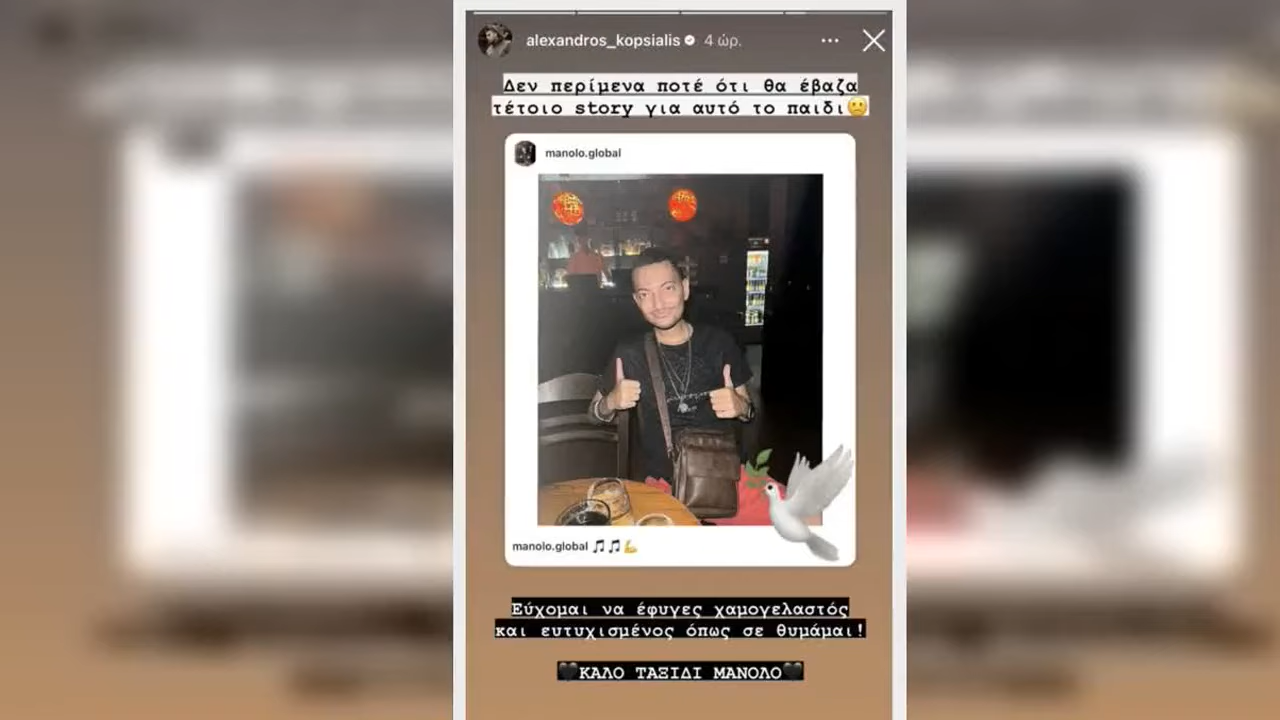 alexandros_kopsialis 4 ώρ.
Δεν περίμενα ποτέ ότι θα έβαζα
τέτοιο story για αυτό το παιδι🙁
manolo.global
manolo.global 🎵🎵💪
Εύχομαι να έφυγες χαμογελαστός
και ευτυχισμένος όπως σε θυμάμαι!
🖤ΚΑΛΟ ΤΑΞΙΔΙ ΜΑΝΟΛΟ🖤